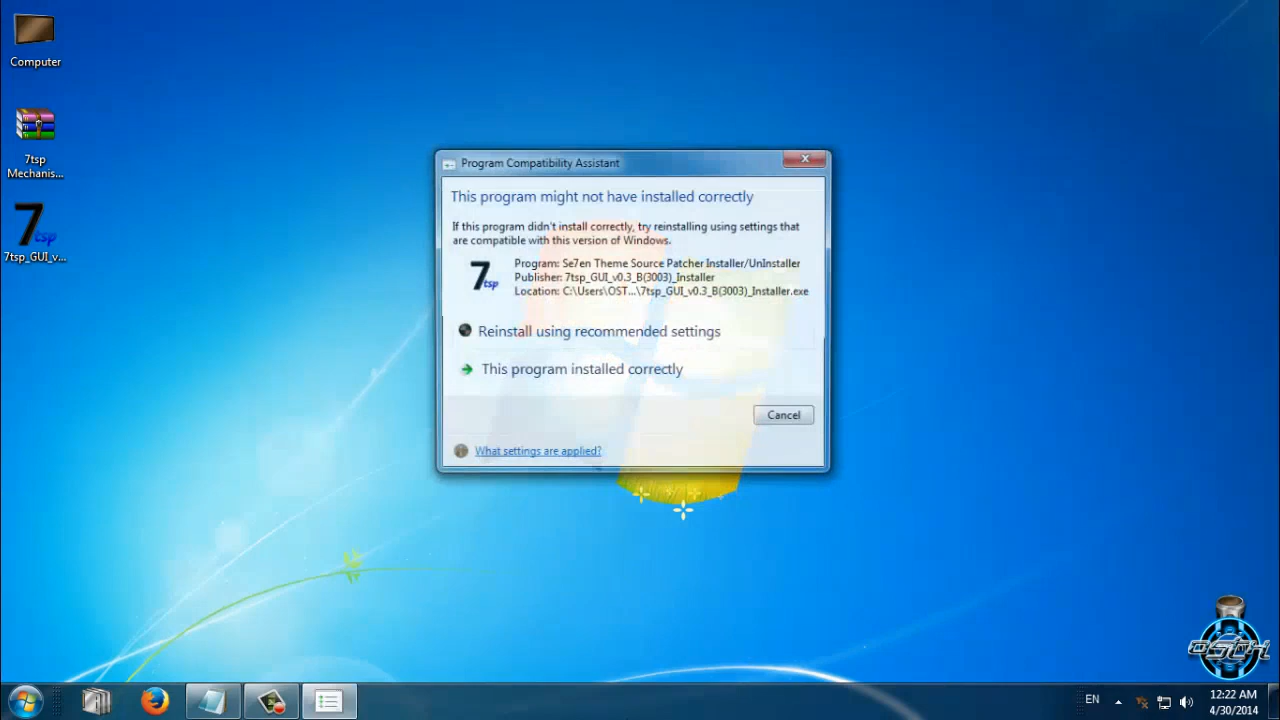 Computer
7tsp
Mechanis...
7tsp
7tsp_GUI_v...
Program Compatibility Assistant
This program might not have installed correctly
If this program didn't install correctly, try reinstalling using settings that
are compatible with this version of Windows.
7tsp
Program: Se7en Theme Source Patcher Installer/UnInstaller
Publisher: 7tsp_GUI_v0.3_B(3003)_Installer
Location: C:\Users\OST...\7tsp_GUI_v0.3_B(3003)_Installer.exe
Reinstall using recommended settings
This program installed correctly
Cancel
What settings are applied?
EN
12:22 AM
4/30/2014